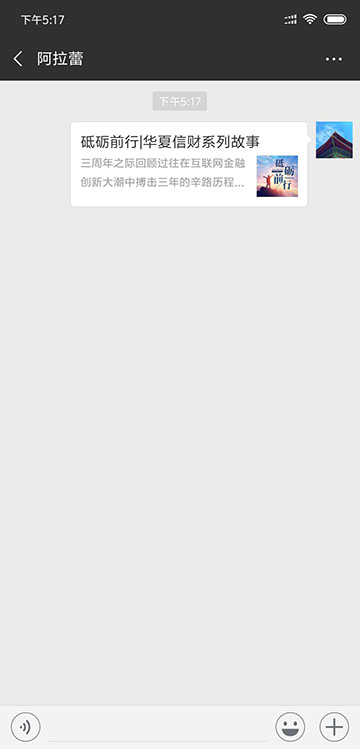 下午5:17
阿拉蕾
下午5:17
砥砺前行|华夏信财系列故事
三周年之际回顾过往在互联网金融
创新大潮中搏击三年的辛路历程...
砥砺
前行